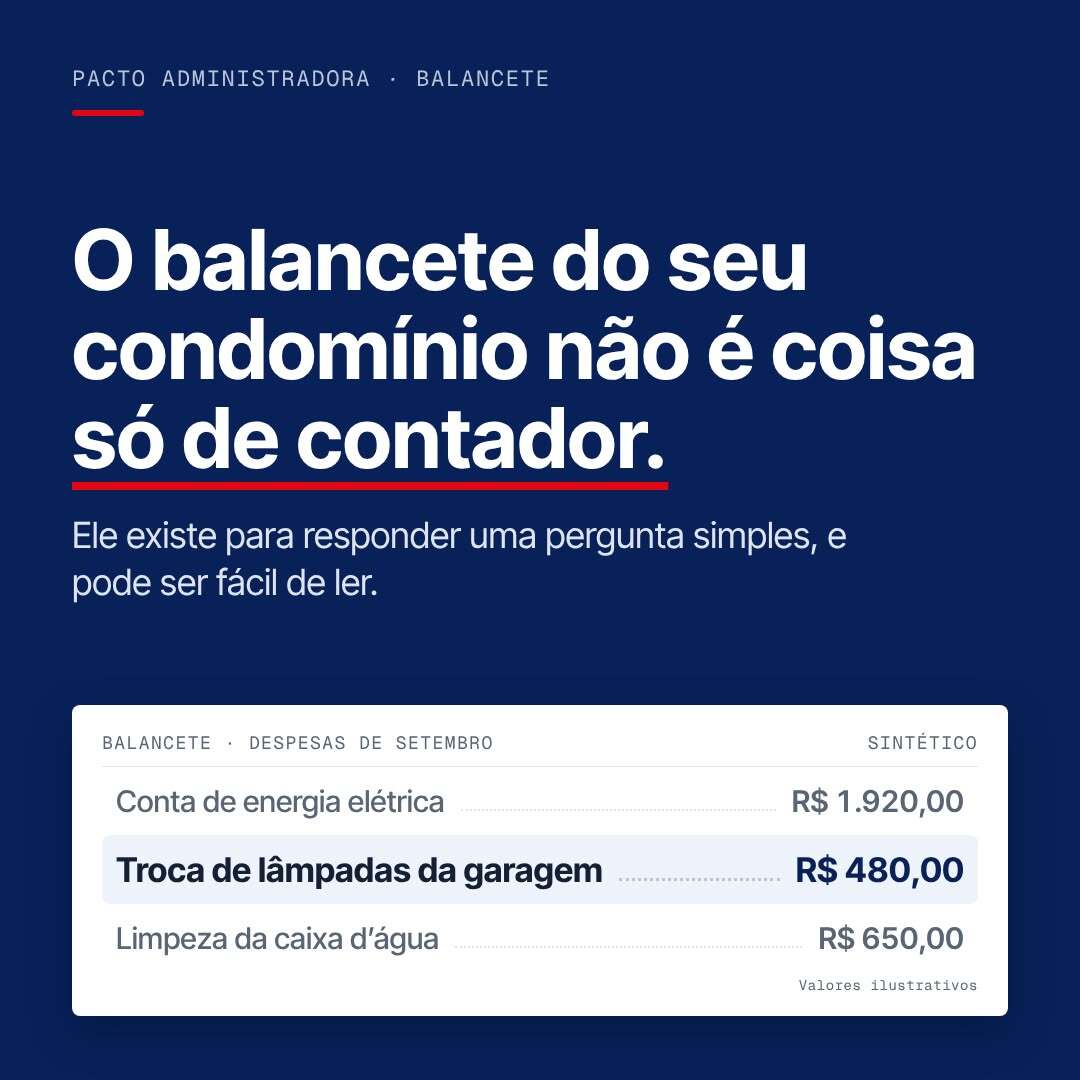 PACTO ADMINISTRADORA · BALANCETE
O balancete do seu
condomínio não é coisa
só de contador.
Ele existe para responder uma pergunta simples, e
pode ser fácil de ler.
BALANCETE · DESPESAS DE SETEMBRO SINTÉTICO
Conta de energia elétrica R$ 1.920,00
Troca de lâmpadas da garagem R$ 480,00
Limpeza da caixa d’água R$ 650,00
Valores ilustrativos